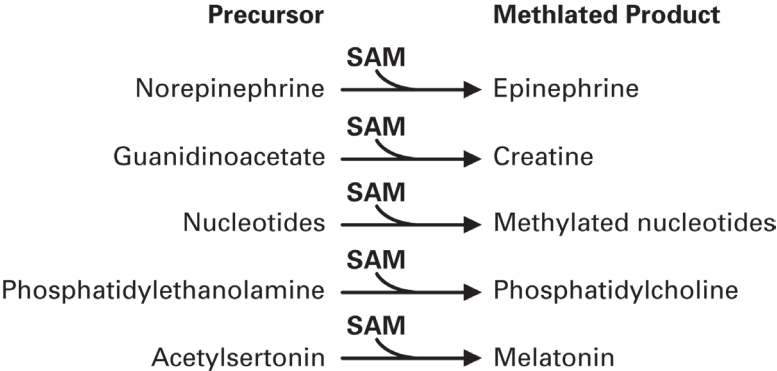 Precursor Methlated Product
SAM
Norepinephrine Epinephrine
SAM
Guanidinoacetate Creatine
SAM
Nucleotides Methylated nucleotides
SAM
Phosphatidylethanolamine Phosphatidylcholine
SAM
Acetylsertonin Melatonin